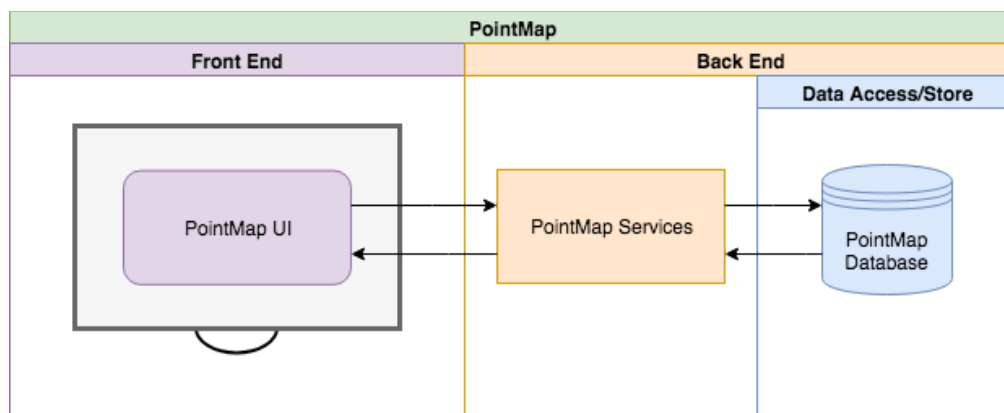 PointMap
Front End
Back End
Data Access/Store
PointMap UI
PointMap Services
PointMap
Database